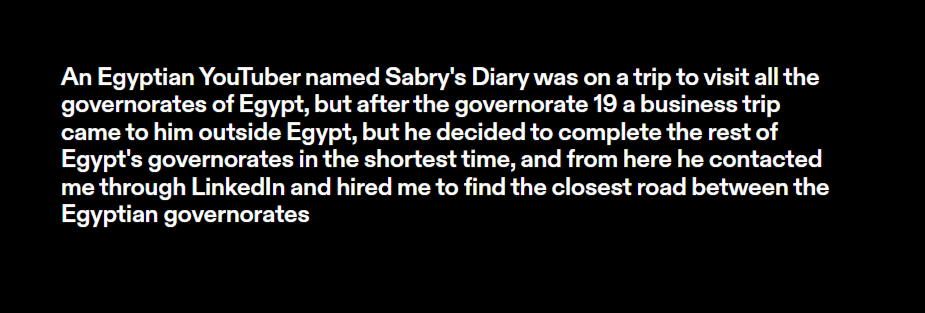 An Egyptian YouTuber named Sabry's Diary was on a trip to visit all the
governorates of Egypt, but after the governorate 19 a business trip
came to him outside Egypt, but he decided to complete the rest of
Egypt's governorates in the shortest time, and from here he contacted
me through LinkedIn and hired me to find the closest road between the
Egyptian governorates